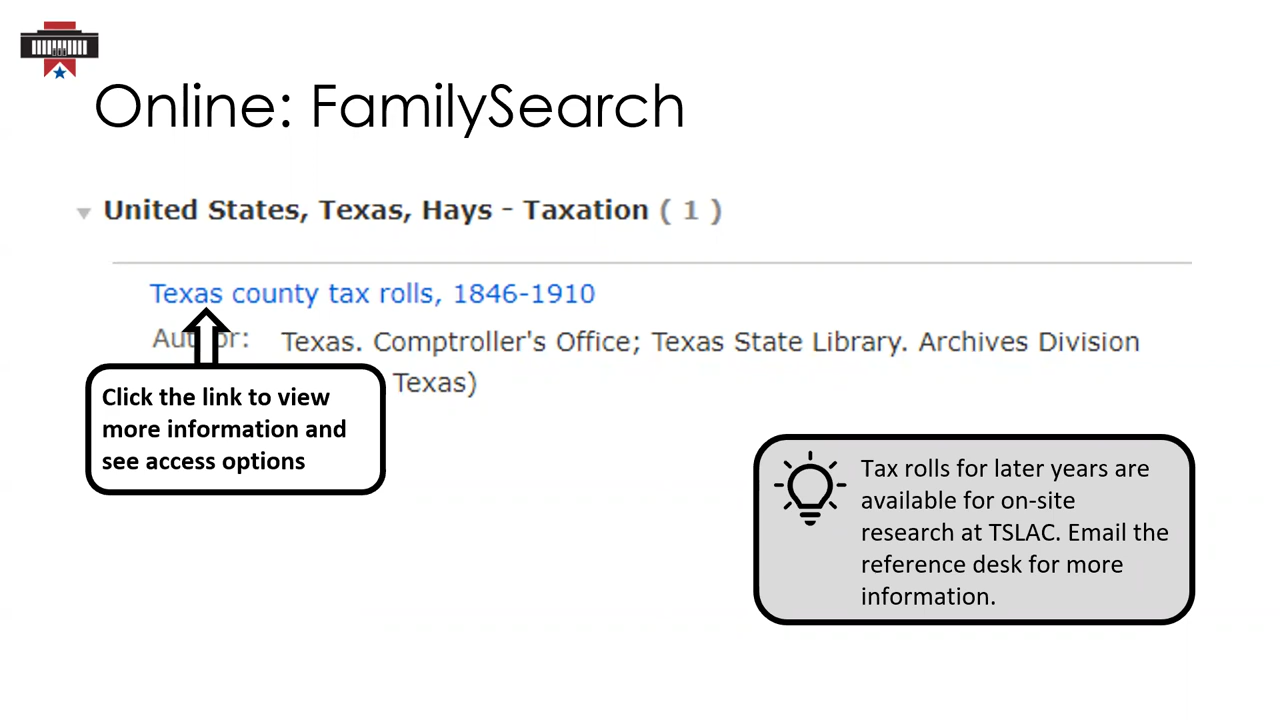 Online: FamilySearch
United States, Texas, Hays - Taxation ( 1 )
Texas county tax rolls, 1846-1910
Texas. Comptroller's Office; Texas State Library. Archives Division
Texas)
Click the link to view
more information and
see access options
Tax rolls for later years are
available for on-site
research at TSLAC. Email the
reference desk for more
information.